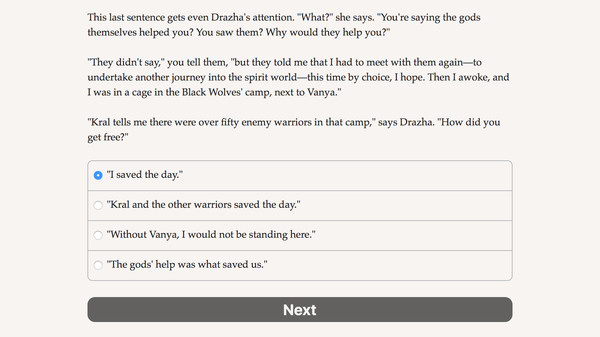 This last sentence gets even Drazha's attention. "What?" she says. "You're saying the gods
themselves helped you? You saw them? Why would they help you?"
"They didn't say," you tell them, "but they told me that I had to meet with them again—to
undertake another journey into the spirit world—this time by choice, I hope. Then I awoke, and
I was in a cage in the Black Wolves' camp, next to Vanya."
"Kral tells me there were over fifty enemy warriors in that camp," says Drazha. "How did you
get free?"
"I saved the day."
"Kral and the other warriors saved the day."
"Without Vanya, I would not be standing here."
"The gods' help was what saved us."
Next